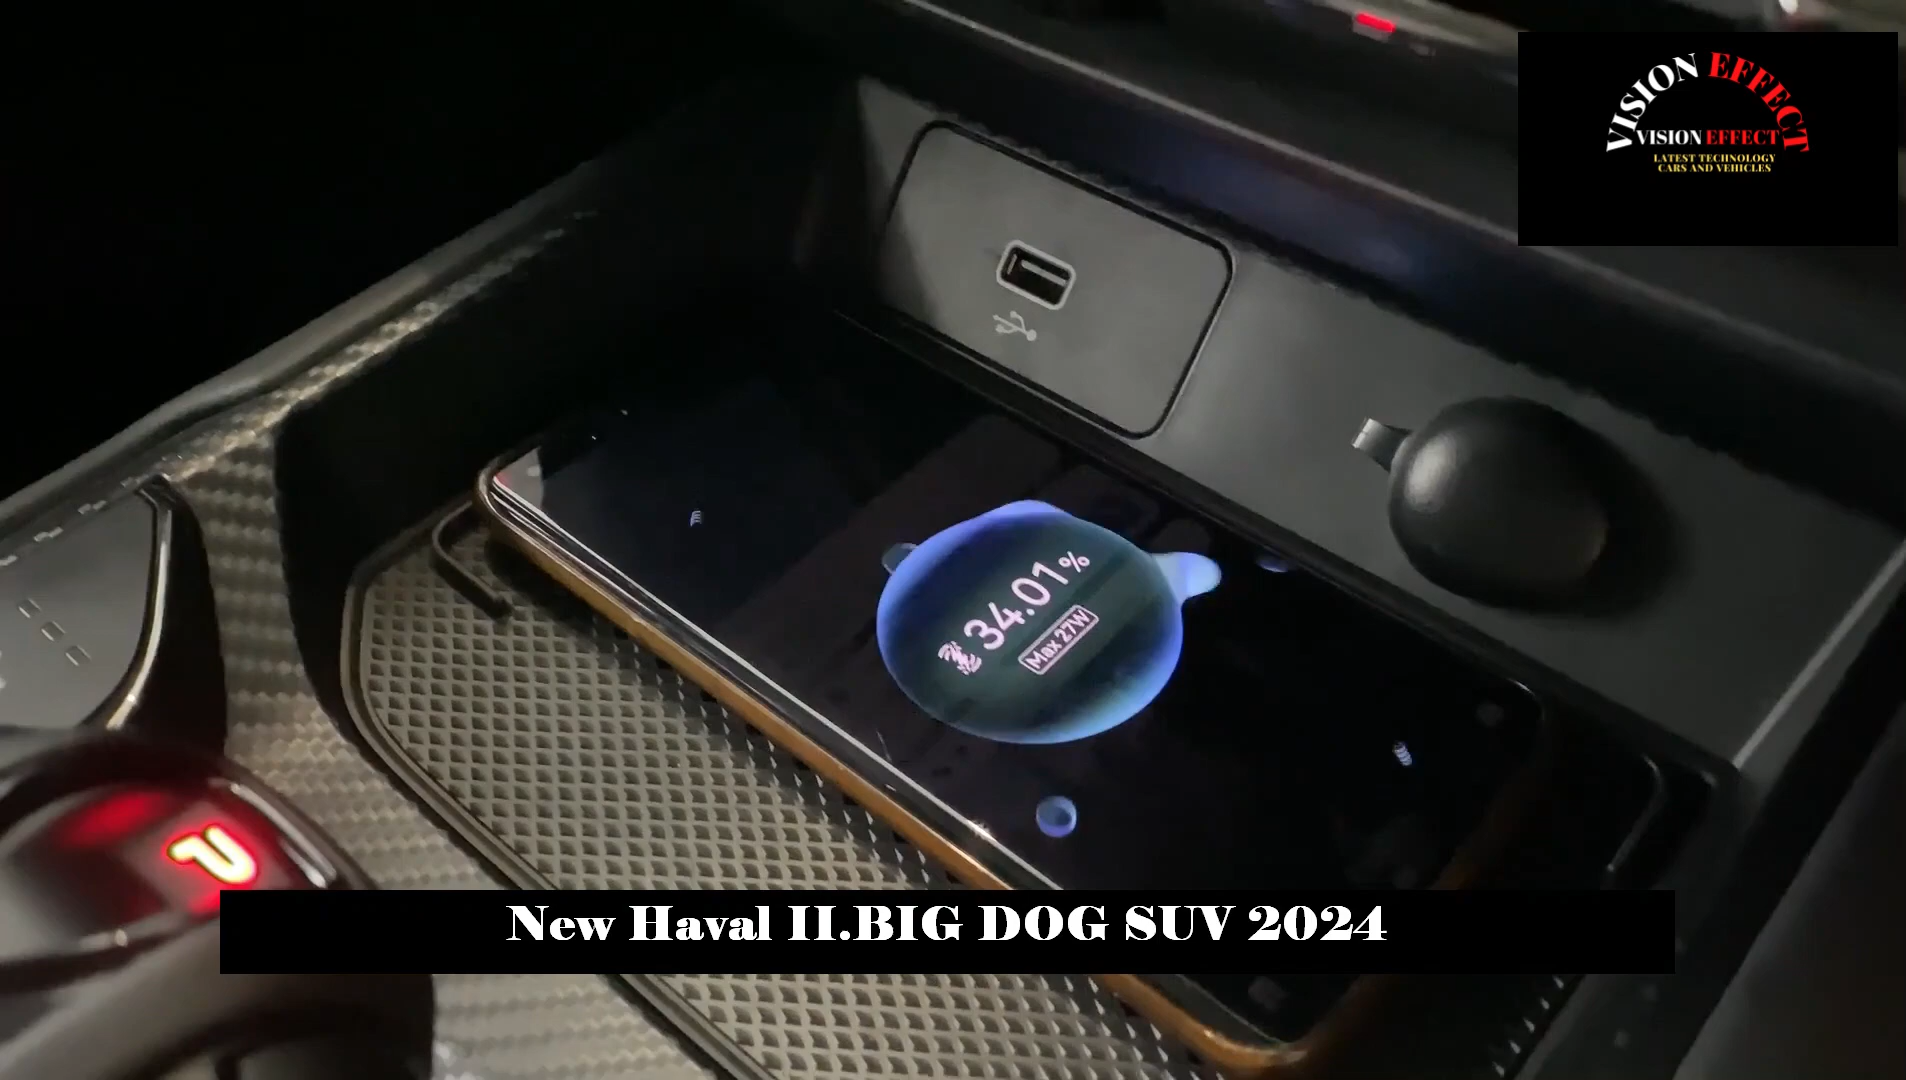 VISION EFFECT
VISION EFFECT
LATEST TECHNOLOGY
CARS AND VEHICLES
34.01%
Max 27W
P
New Haval II.BIG DOG SUV 2024